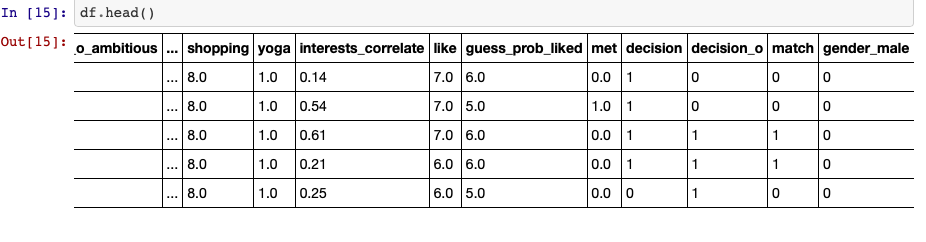 In [15]: df.head()
Out[15]: _o_ambitious ... shopping yoga interests_correlate like guess_prob_liked met decision decision_o match gender_male
... 8.0 1.0 0.14 7.0 6.0 0.0 1 0 0 0
... 8.0 1.0 0.54 7.0 5.0 1.0 1 0 0 0
... 8.0 1.0 0.61 7.0 6.0 0.0 1 1 1 0
... 8.0 1.0 0.21 6.0 6.0 0.0 1 1 1 0
... 8.0 1.0 0.25 6.0 5.0 0.0 0 1 0 0